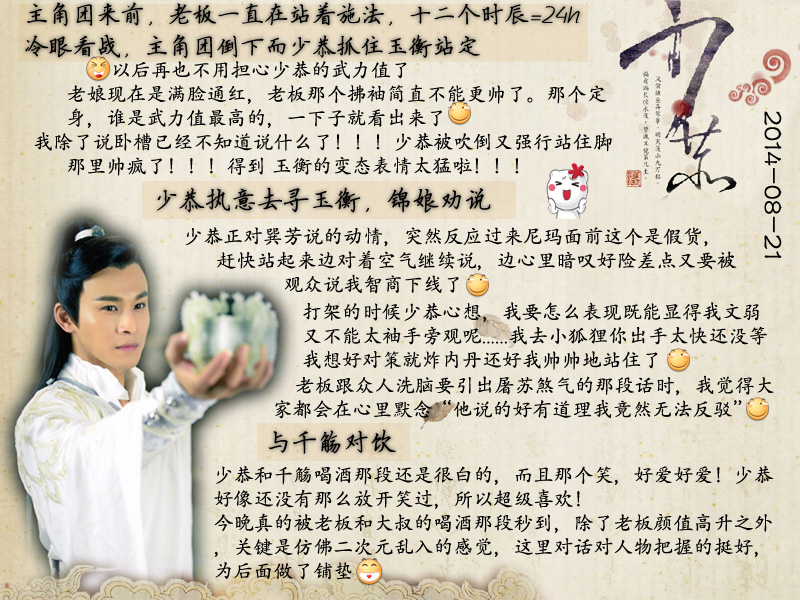 主角团来前，老板一直在站着施法，十二个时辰=24h
冷眼看战，主角团倒下而少恭抓住玉衡站定
以后再也不用担心少恭的武力值了
老娘现在是满脸通红，老板那个拂袖简直不能更帅了。那个定
身，谁是武力值最高的，一下子就看出来了
我除了说卧槽已经不知道说什么了！！！少恭被吹倒又强行站住脚
那里帅疯了！！！得到 玉衡的变态表情太猛啦！！！
少恭执意去寻玉衡，锦娘劝说
少恭正对巽芳说的动情，突然反应过来尼玛面前这个是假货，
赶快站起来边对着空气继续说，边心里暗叹好险差点又要被
观众说我智商下线了
打架的时候少恭心想，我要怎么表现既能显得我文弱
又不能太袖手旁观呢......我去小狐狸你出手太快还没等
我想好对策就炸内丹还好我帅帅地站住了
老板跟众人洗脑要引出屠苏煞气的那段话时，我觉得大
家都会在心里默念“他说的好有道理我竟然无法反驳”
与千觞对饮
少恭和千觞喝酒那段还是很白的，而且那个笑，好爱好爱！少恭
好像还没有那么放开笑过，所以超级喜欢！
今晚真的被老板和大叔的喝酒那段秒到，除了老板颜值高升之外
，关键是仿佛二次元乱入的感觉，这里对话对人物把握的挺好，
为后面做了铺垫
少恭
2014-08-21